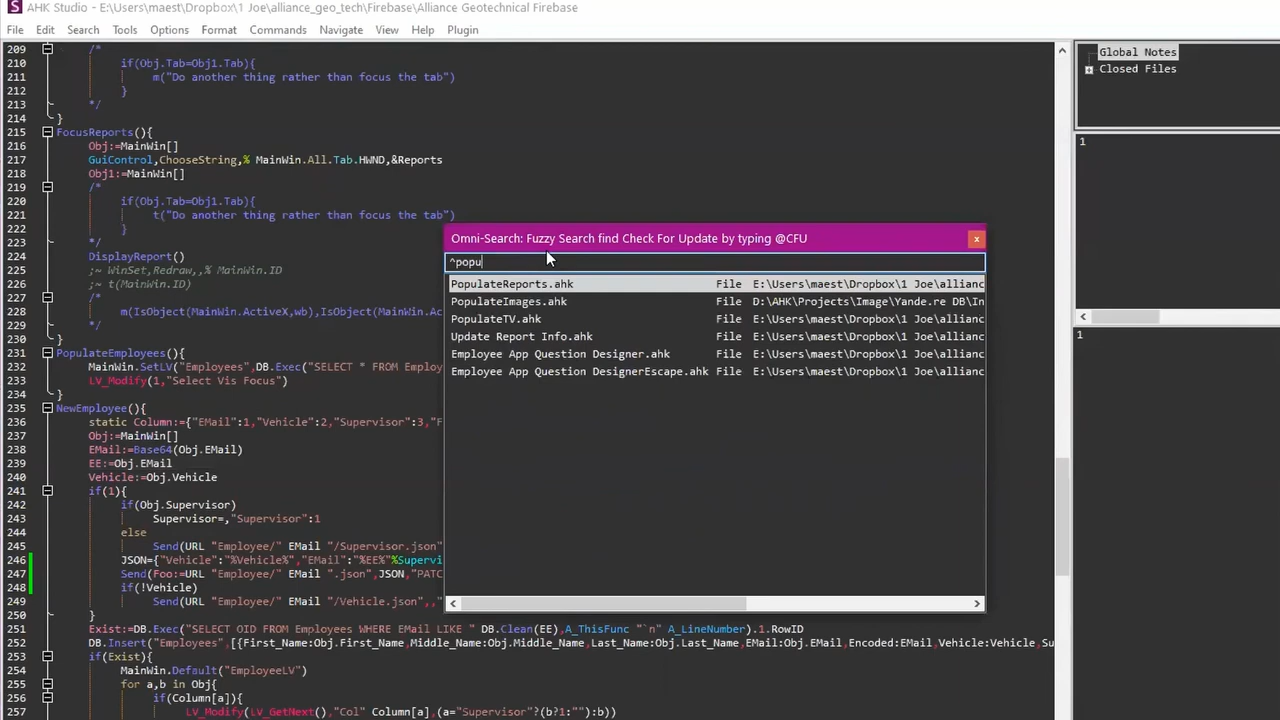 AHK Studio - E:\Users\maest\Dropbox\1 Joe\alliance_geo_tech\Firebase\Alliance Geotechnical Firebase
File Edit Search Tools Options Format Commands Navigate View Help Plugin
209 /*
210 if(Obj.Tab=Obj1.Tab){
211 m("Do another thing rather than focus the tab")
212 }
213 */
214 }
215 FocusReports(){
216 Obj:=MainWin[]
217 GuiControl,ChooseString,% MainWin.All.Tab.HWND,&Reports
218 Obj1:=MainWin[]
219 /*
220 if(Obj.Tab=Obj1.Tab){
221 t("Do another thing rather than focus the tab")
222 }
223 */
224 DisplayReport()
225 ;~ WinSet,Redraw,,% MainWin.ID
226 ;~ t(MainWin.ID)
227 /*
228 m(IsObject(MainWin.ActiveX,wb),IsObject(MainWin.Ac
229 */
230 }
231 PopulateEmployees(){
232 MainWin.SetLV("Employees",DB.Exec("SELECT * FROM Employ
233 LV_Modify(1,"Select Vis Focus")
234 }
235 NewEmployee(){
236 static Column:={"EMail":1,"Vehicle":2,"Supervisor":3,"F
237 Obj:=MainWin[]
238 EMail:=Base64(Obj.EMail)
239 EE:=Obj.EMail
240 Vehicle:=Obj.Vehicle
241 if(1){
242 if(Obj.Supervisor)
243 Supervisor=,"Supervisor":1
244 else
245 Send(URL "Employee/" EMail "/Supervisor.json"
246 JSON={"Vehicle":"%Vehicle%","EMail":"%EE%"%Supervi
247 Send(Foo:=URL "Employee/" EMail ".json",JSON,"PATC
248 if(!Vehicle)
249 Send(URL "Employee/" EMail "/Vehicle.json",,"
250 }
251 Exist:=DB.Exec("SELECT OID FROM Employees WHERE EMail LIKE " DB.Clean(EE),A_ThisFunc "`n" A_LineNumber).1.RowID
252 DB.Insert("Employees",[{First_Name:Obj.First_Name,Middle_Name:Obj.Middle_Name,Last_Name:Obj.Last_Name,EMail:Obj.EMail,Encoded:EMail,Vehicle:Vehicle,Su
253 if(Exist){
254 MainWin.Default("EmployeeLV")
255 for a,b in Obj{
256 if(Column[a]){
257 LV_Modify(LV_GetNext(),"Col" Column[a],(a="Supervisor"?(b?1:""):b))
Omni-Search: Fuzzy Search find Check For Update by typing @CFU
x
^popu
PopulateReports.ahk File E:\Users\maest\Dropbox\1 Joe\allianc
PopulateImages.ahk File D:\AHK\Projects\Image\Yande.re DB\In
PopulateTV.ahk File E:\Users\maest\Dropbox\1 Joe\allianc
Update Report Info.ahk File E:\Users\maest\Dropbox\1 Joe\allianc
Employee App Question Designer.ahk File E:\Users\maest\Dropbox\1 Joe\allianc
Employee App Question DesignerEscape.ahk File E:\Users\maest\Dropbox\1 Joe\allianc
Global Notes
Closed Files
1
1